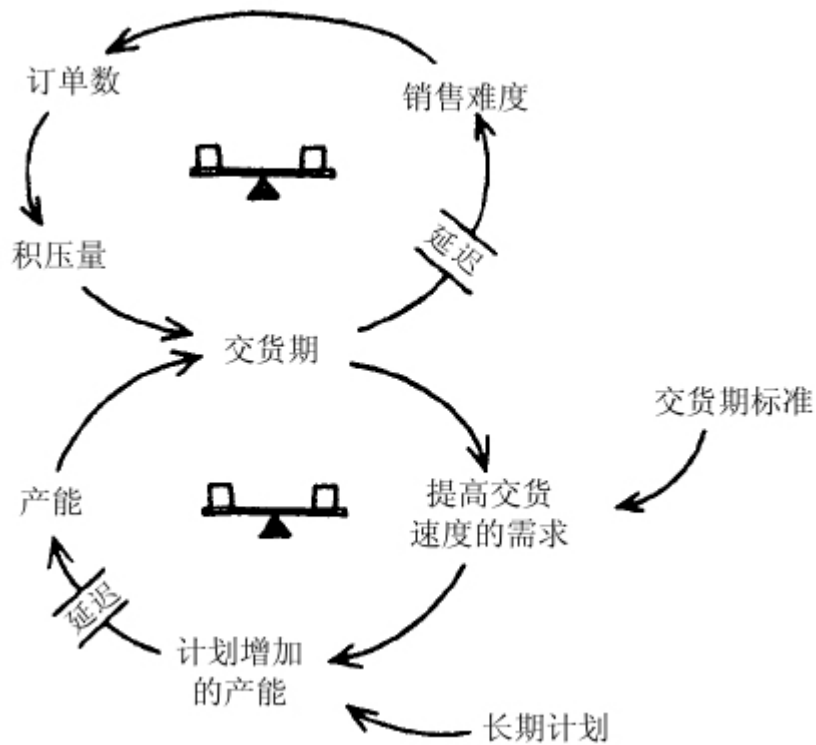 订单数
销售难度
积压量
延迟
交货期
交货期标准
产能
提高交货
速度的需求
延迟
计划增加
的产能
长期计划